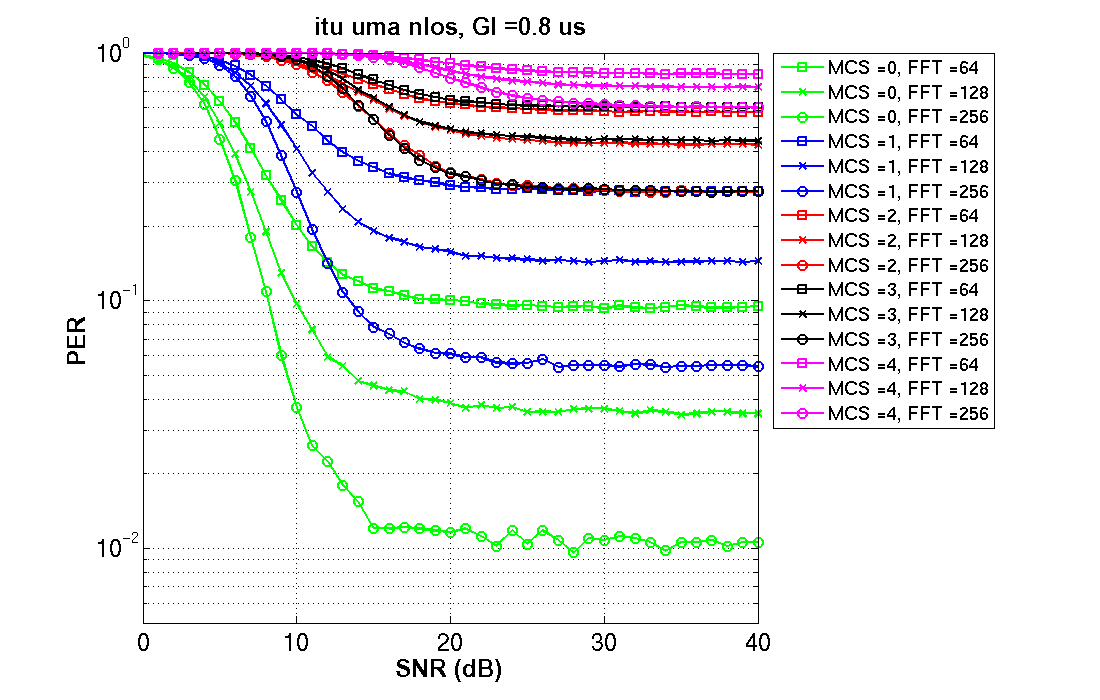 itu uma nlos, GI =0.8 us
10^0
10^-1
10^-2
PER
0 10 20 30 40
SNR (dB)
MCS =0, FFT =64
MCS =0, FFT =128
MCS =0, FFT =256
MCS =1, FFT =64
MCS =1, FFT =128
MCS =1, FFT =256
MCS =2, FFT =64
MCS =2, FFT =128
MCS =2, FFT =256
MCS =3, FFT =64
MCS =3, FFT =128
MCS =3, FFT =256
MCS =4, FFT =64
MCS =4, FFT =128
MCS =4, FFT =256